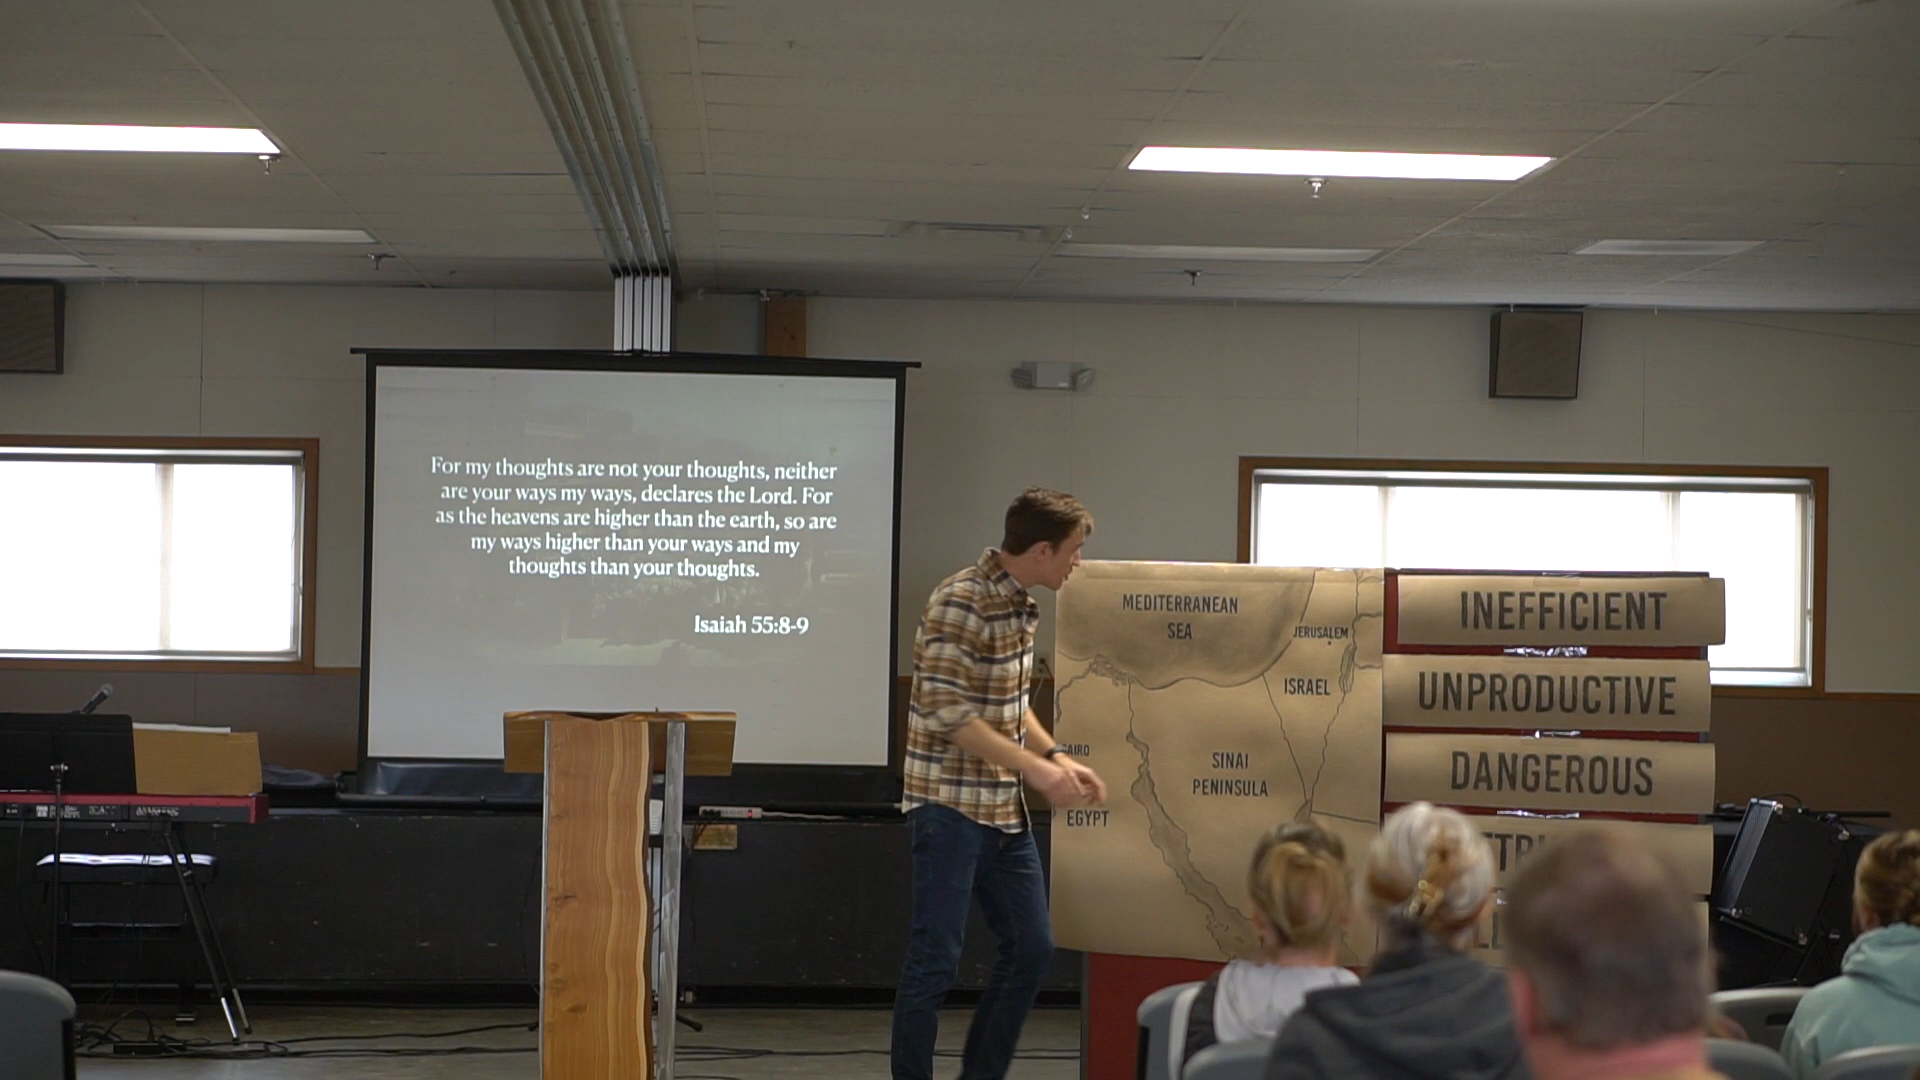 For my thoughts are not your thoughts, neither
are your ways my ways, declares the Lord. For
as the heavens are higher than the earth, so are
my ways higher than your ways and my
thoughts than your thoughts.
Isaiah 55:8-9
MEDITERRANEAN
SEA
JERUSALEM
ISRAEL
CAIRO
SINAI
PENINSULA
EGYPT
INEFFICIENT
UNPRODUCTIVE
DANGEROUS